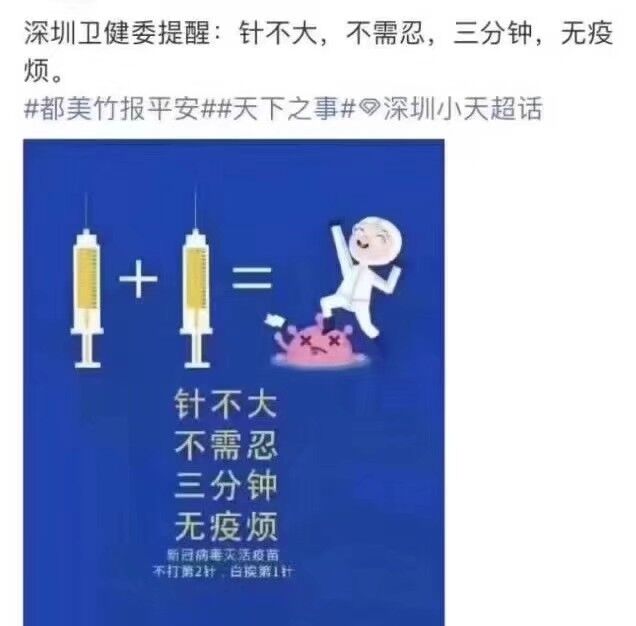 深圳卫健委提醒：针不大，不需忍，三分钟，无疫
烦。
#都美竹报平安##天下之事#深圳小天超话
+
=
针不大
不需忍
三分钟
无疫烦
新冠病毒灭活疫苗
不打第2针，白挨第1针